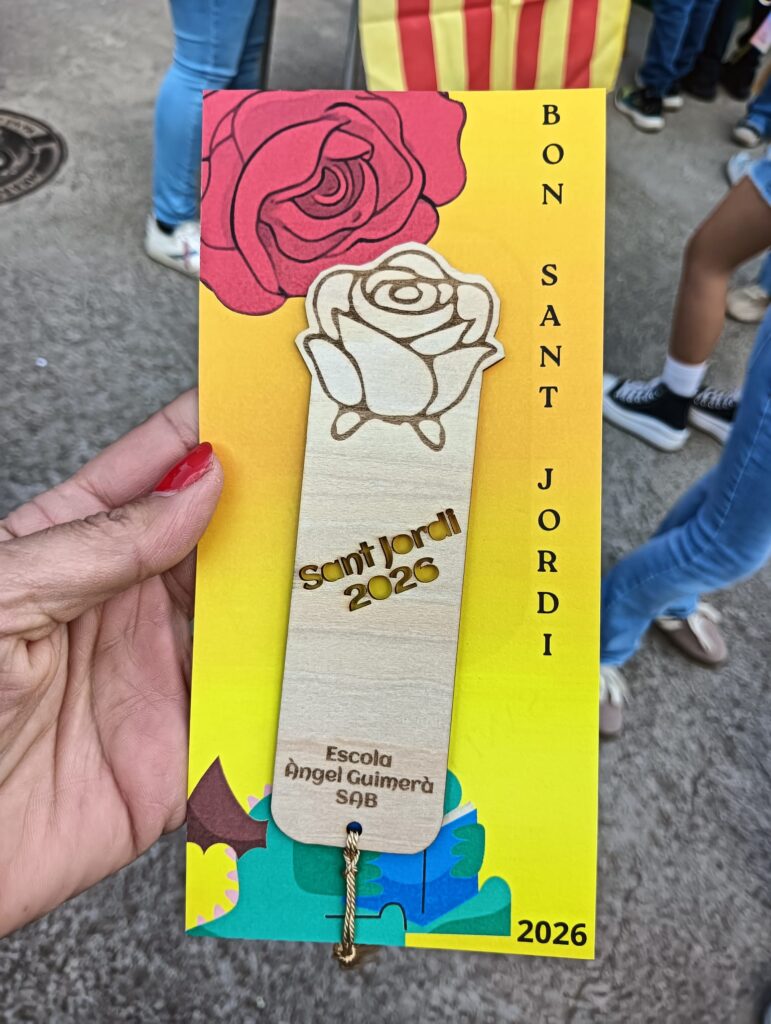 BON SANT JORDI
Sant Jordi
2026
Escola
Àngel Guimerà
SAB
2026